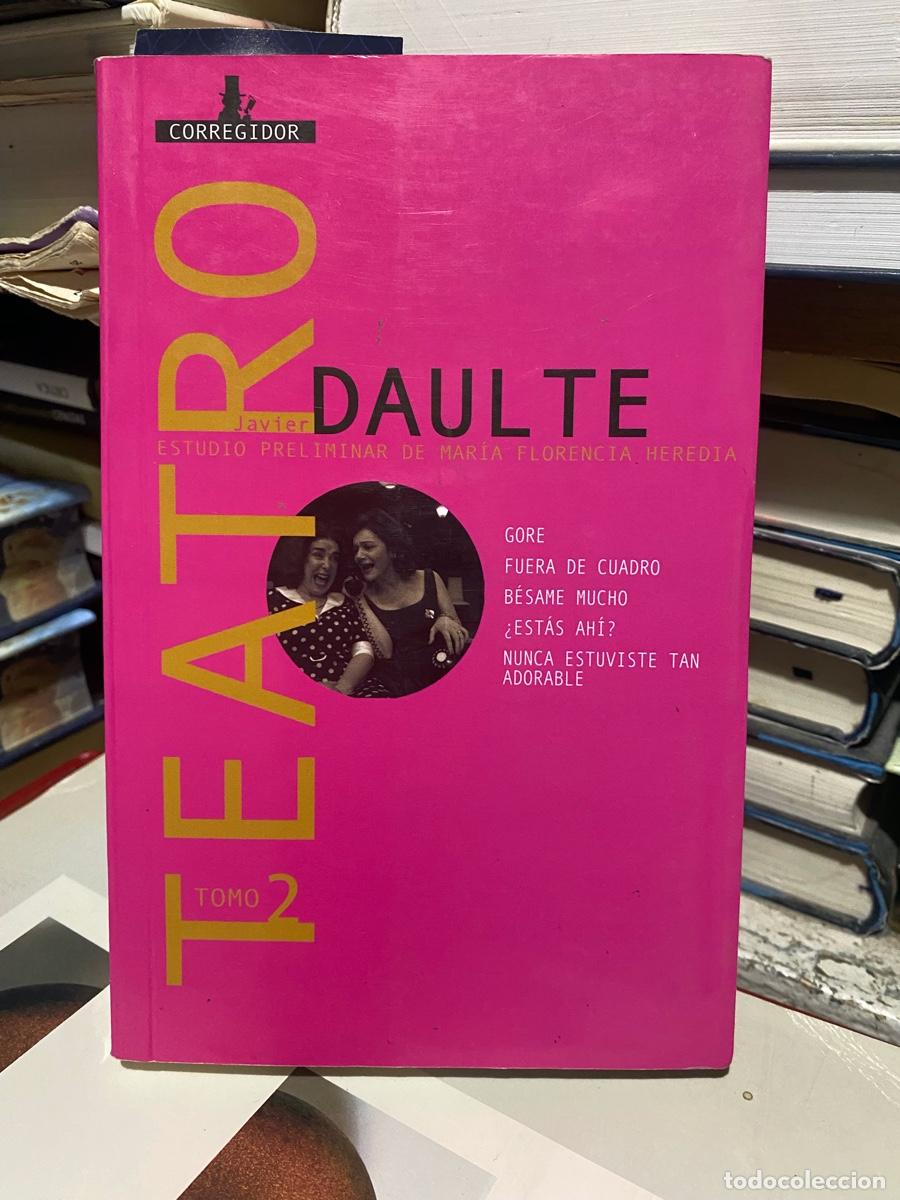 CORREGIDOR
TEATRO
Javier DAULTE
ESTUDIO PRELIMINAR DE MARÍA FLORENCIA HEREDIA
GORE
FUERA DE CUADRO
BÉSAME MUCHO
¿ESTÁS AHÍ?
NUNCA ESTUVISTE TAN
ADORABLE
TOMO 2
todocoleccion